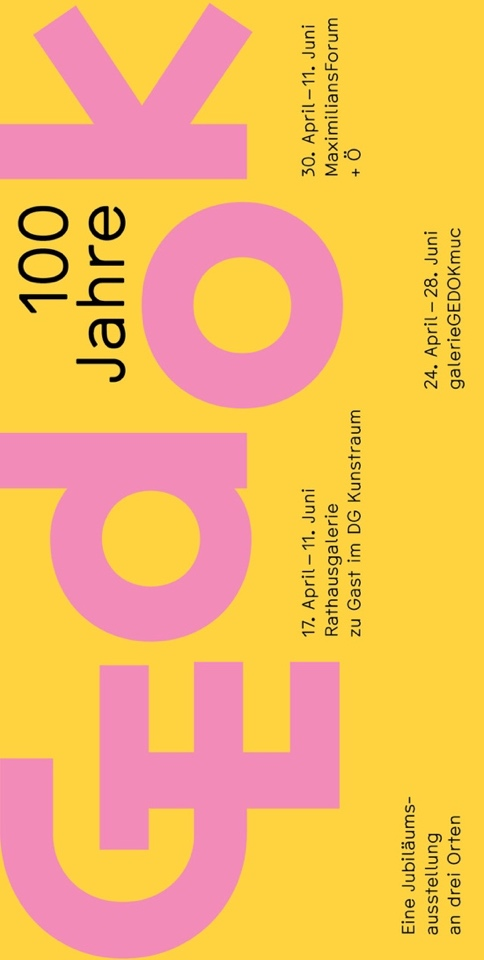 GEdok
100
Jahre
Eine Jubiläums-
ausstellung
an drei Orten
17. April – 11. Juni
Rathausgalerie
zu Gast im DG Kunstraum
24. April – 28. Juni
galerieGEDOKmuc
30. April – 11. Juni
MaximiliansForum
+ Ö